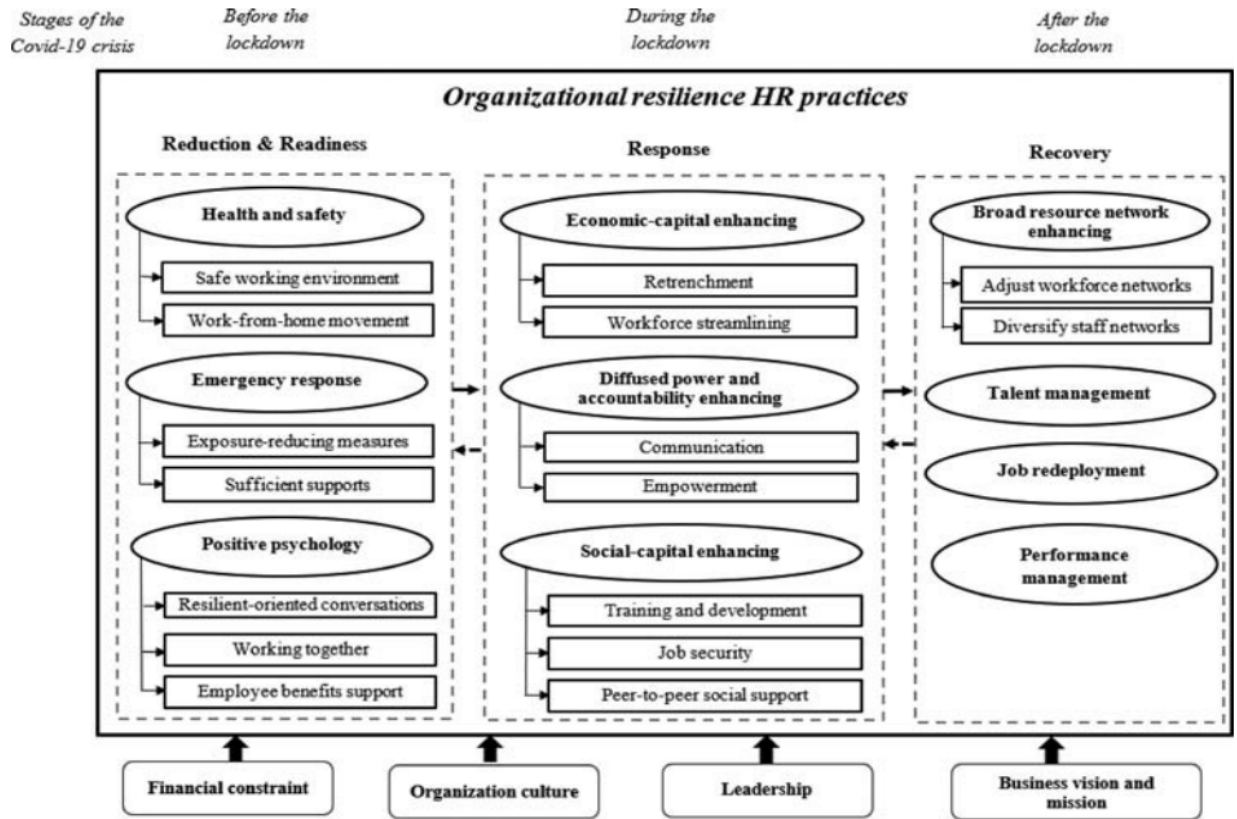 Stages of the
Covid-19 crisis
Before the
lockdown
During the
lockdown
After the
lockdown
Organizational resilience HR practices
Reduction & Readiness
Health and safety
Safe working environment
Work-from-home movement
Emergency response
Exposure-reducing measures
Sufficient supports
Positive psychology
Resilient-oriented conversations
Working together
Employee benefits support
Response
Economic-capital enhancing
Retrenchment
Workforce streamlining
Diffused power and
accountability enhancing
Communication
Empowerment
Social-capital enhancing
Training and development
Job security
Peer-to-peer social support
Recovery
Broad resource network
enhancing
Adjust workforce networks
Diversify staff networks
Talent management
Job redeployment
Performance
management
Financial constraint
Organization culture
Leadership
Business vision and
mission